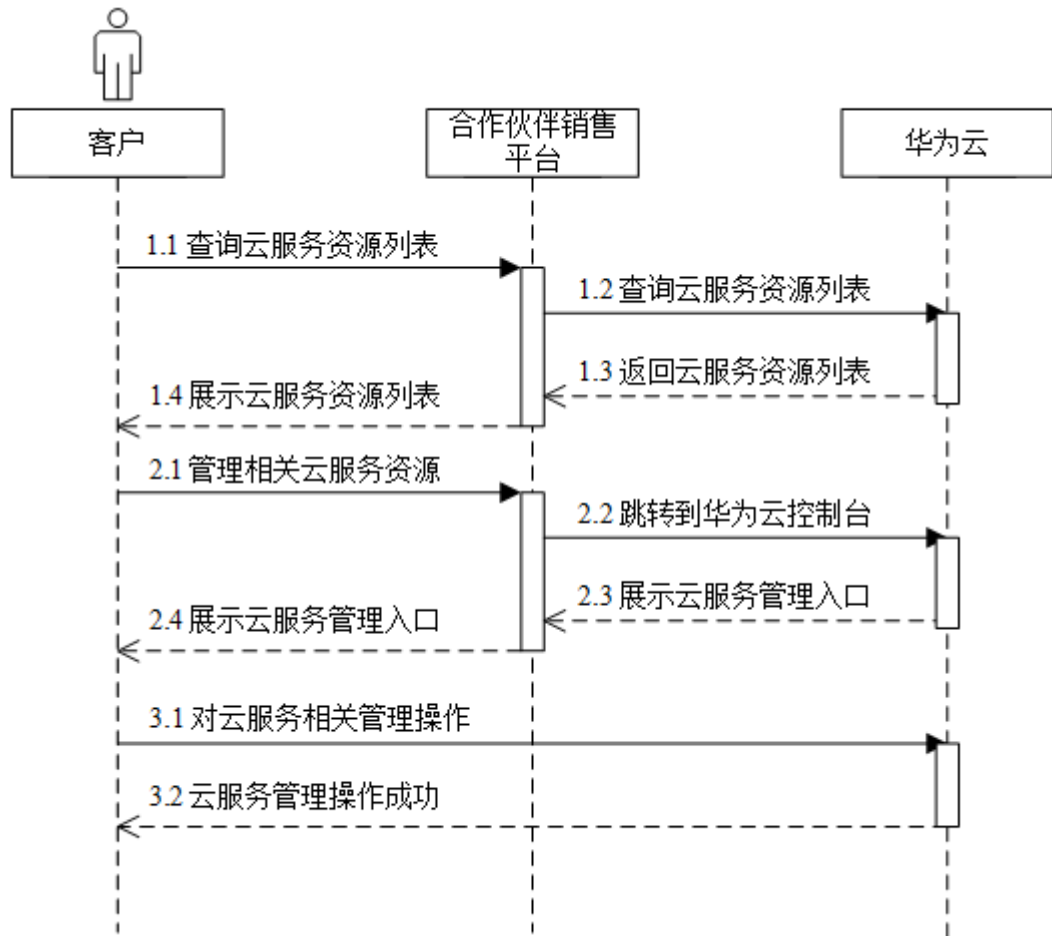 客户
合作伙伴销售
平台
华为云
1.1 查询云服务资源列表
1.2 查询云服务资源列表
1.3 返回云服务资源列表
1.4 展示云服务资源列表
2.1 管理相关云服务资源
2.2 跳转到华为云控制台
2.3 展示云服务管理入口
2.4 展示云服务管理入口
3.1 对云服务相关管理操作
3.2 云服务管理操作成功